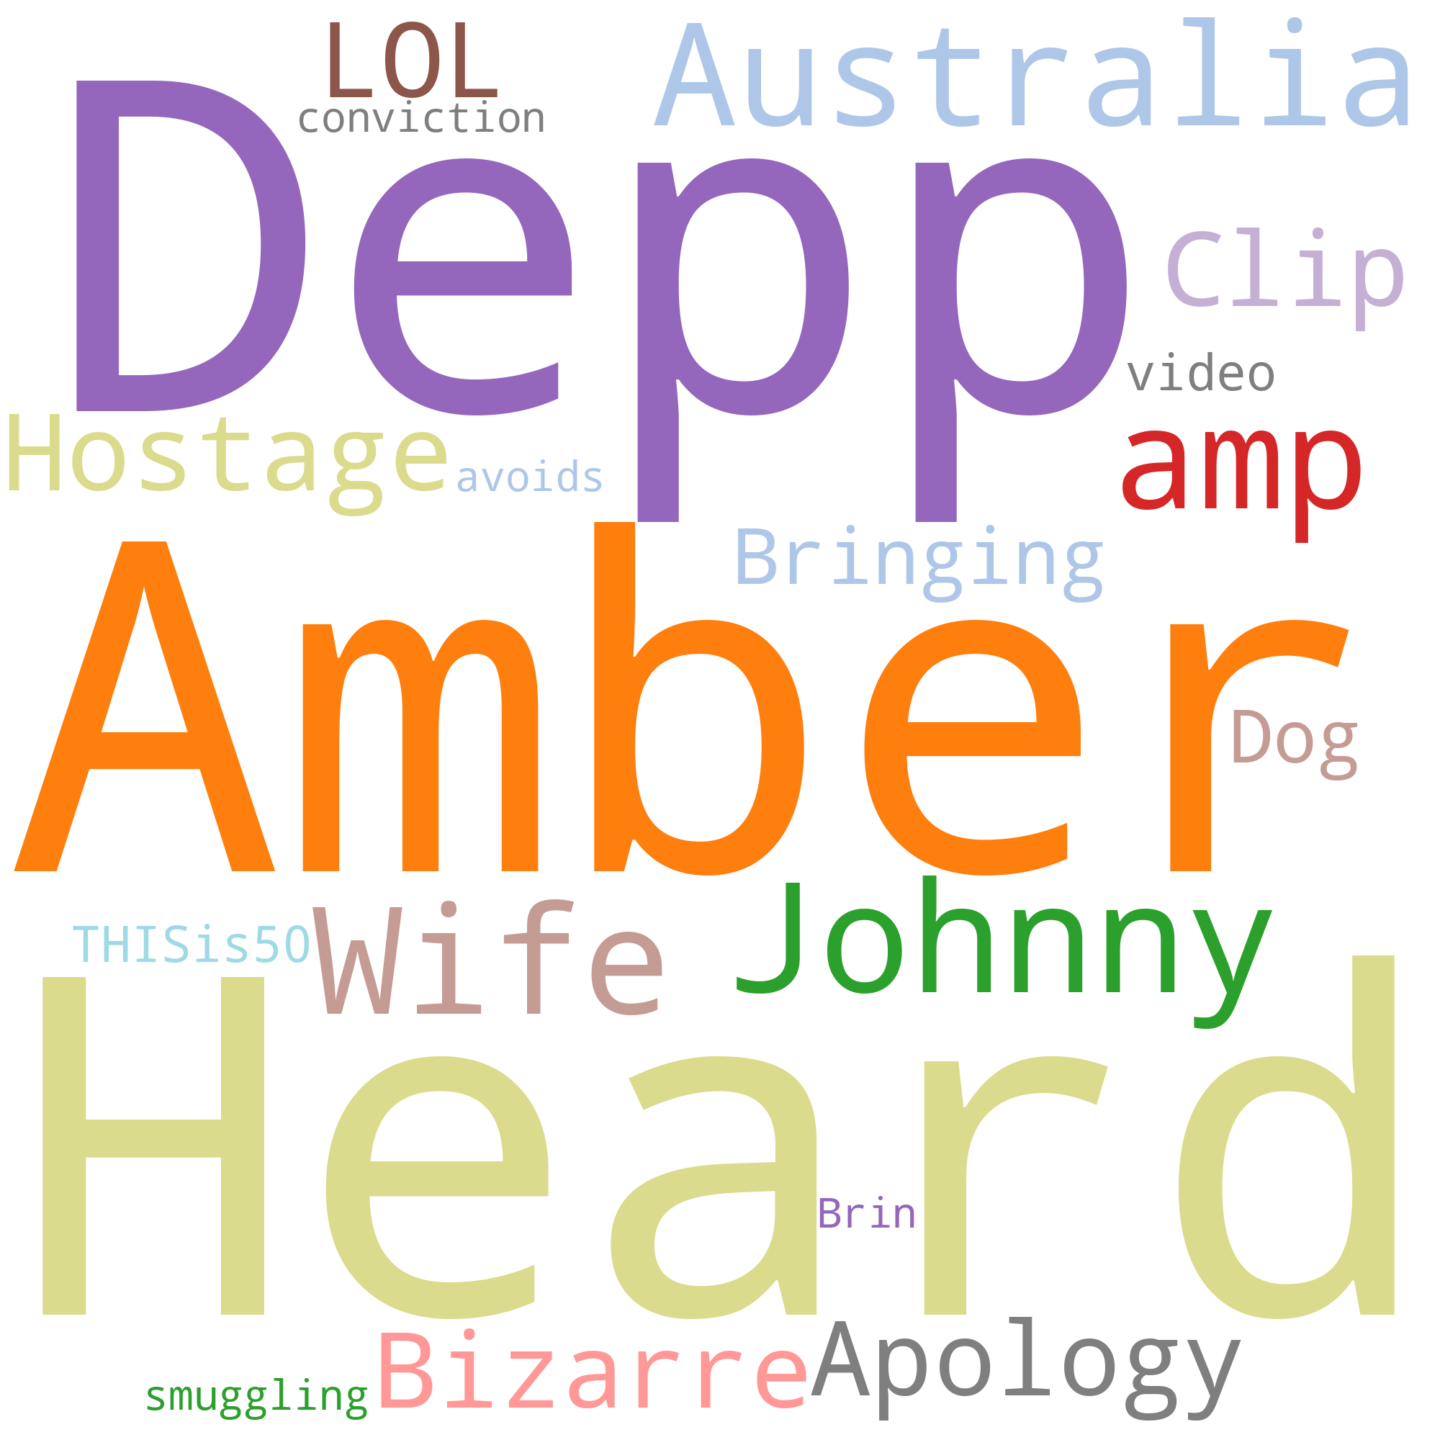 LOL
Australia
conviction
Depp
Clip
video
Hostage
avoids
amp
Bringing
Amber
Dog
THISis50
Wife
Johnny
Heard
Brin
smuggling
Bizarre
Apology